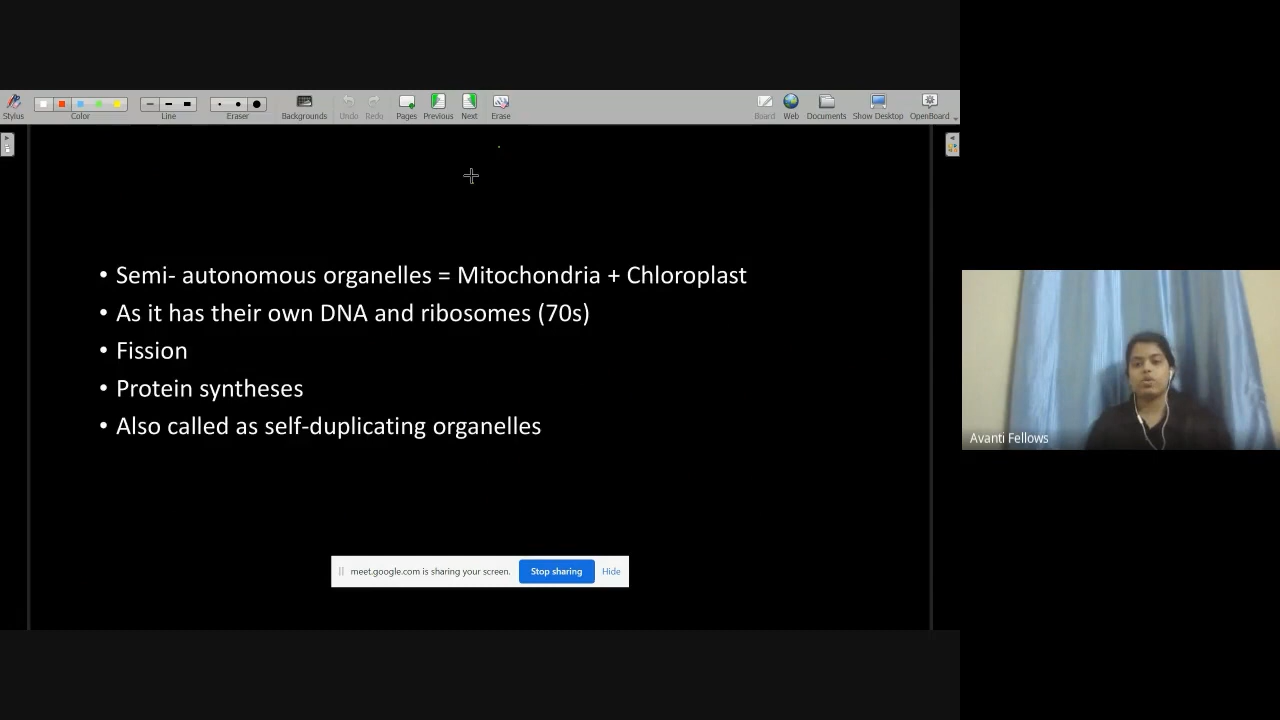 Stylus
Color
Line
Eraser
Backgrounds
Undo
Redo
Pages
Previous
Next
Erase
Board
Web
Documents
Show Desktop
OpenBoard
• Semi- autonomous organelles = Mitochondria + Chloroplast
• As it has their own DNA and ribosomes (70s)
• Fission
• Protein syntheses
• Also called as self-duplicating organelles
Avanti Fellows
meet.google.com is sharing your screen.
Stop sharing
Hide